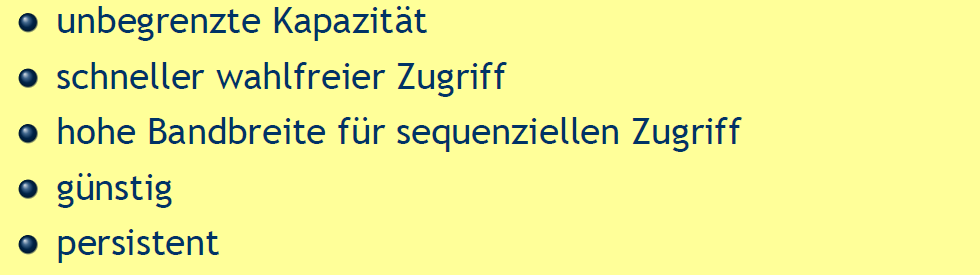 unbegrenzte Kapazität
schneller wahlfreier Zugriff
hohe Bandbreite für sequenziellen Zugriff
günstig
persistent